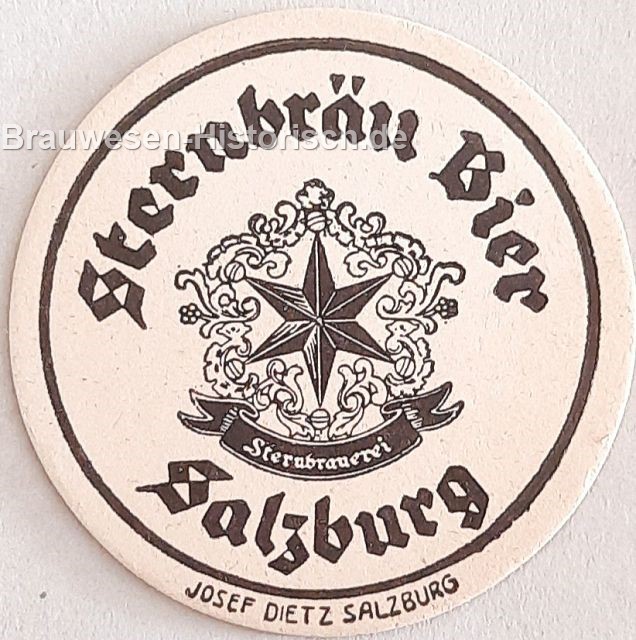 Sternbräu Bier
Brauwesen-Historisch.de
Sternbrauerei
Salzburg
JOSEF DIETZ SALZBURG